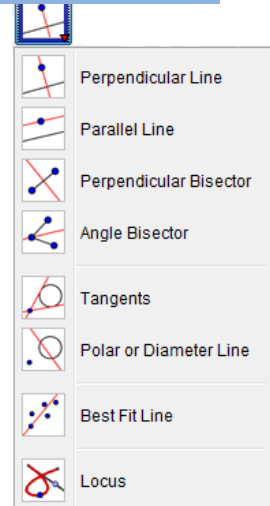 Perpendicular Line
Parallel Line
Perpendicular Bisector
Angle Bisector
Tangents
Polar or Diameter Line
Best Fit Line
Locus